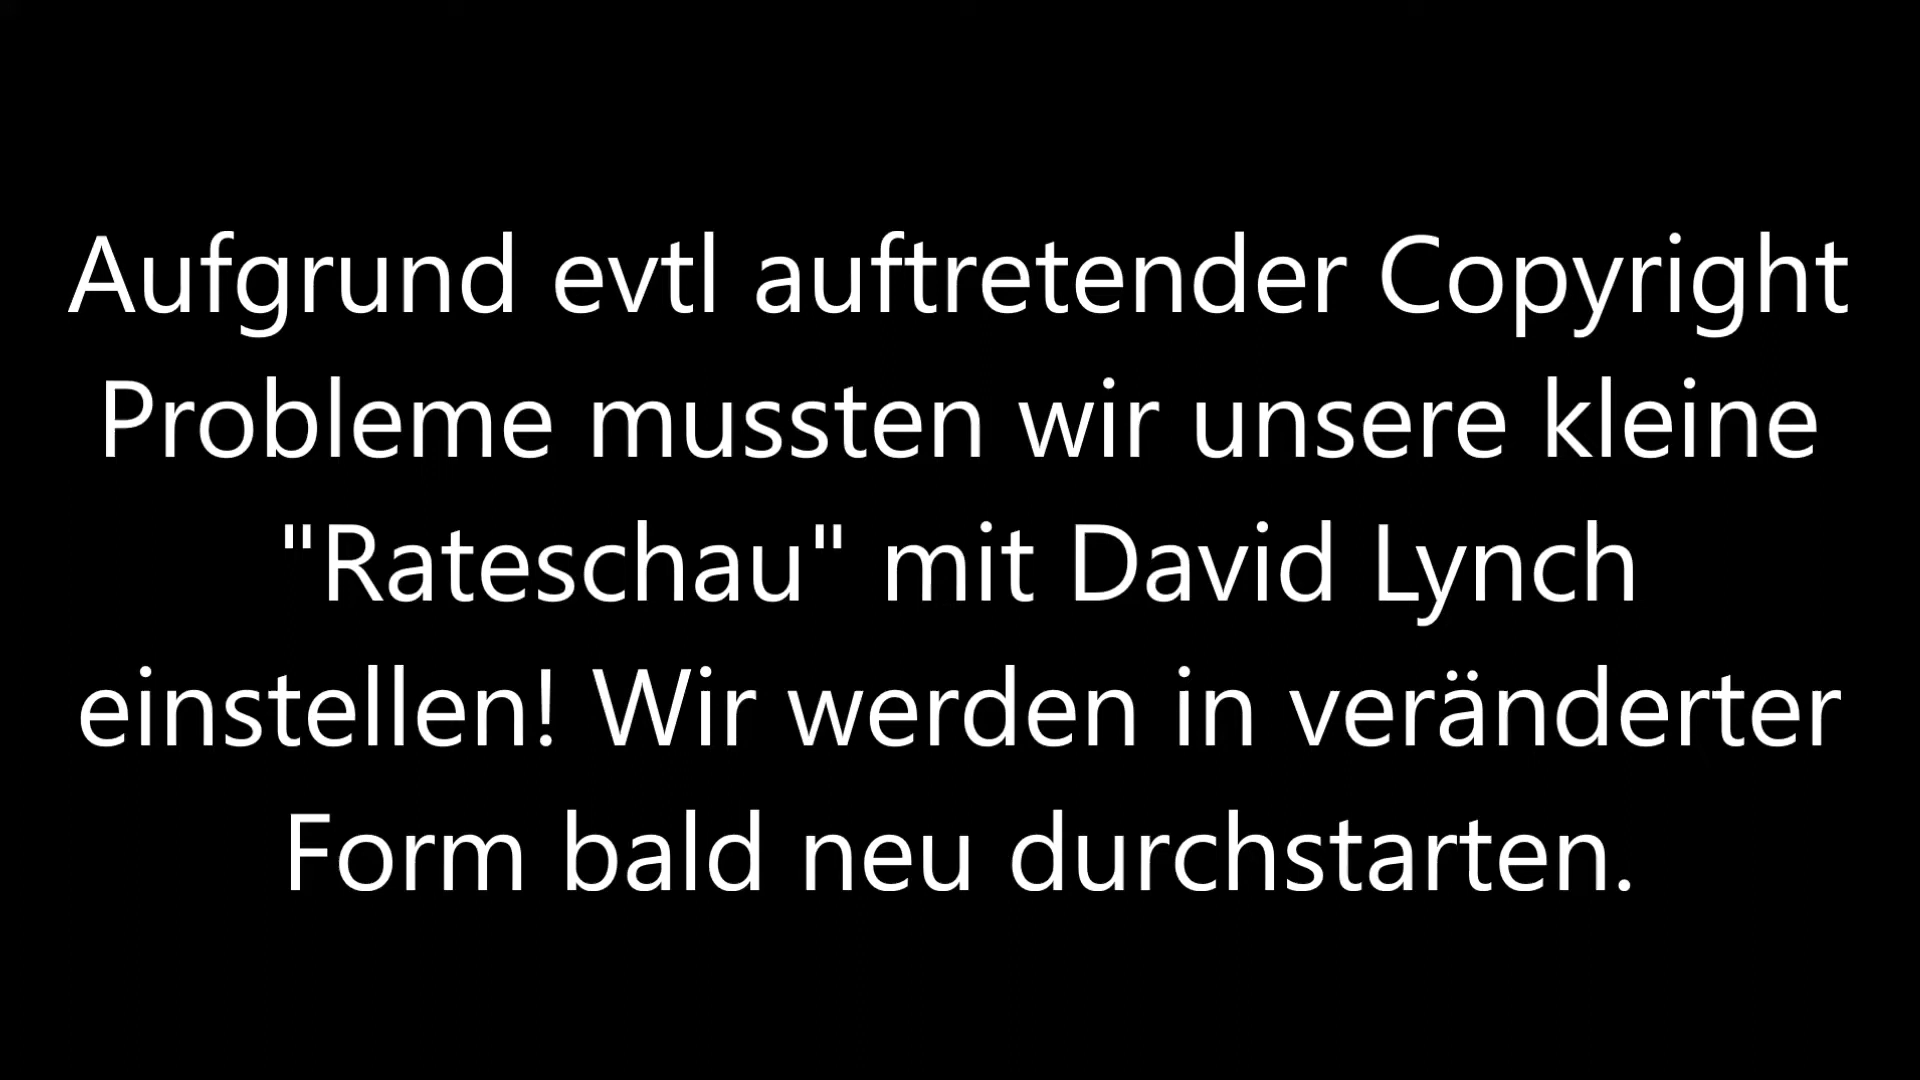 Aufgrund evtl auftretender Copyright
Probleme mussten wir unsere kleine
"Rateschau" mit David Lynch
einstellen! Wir werden in veränderter
Form bald neu durchstarten.